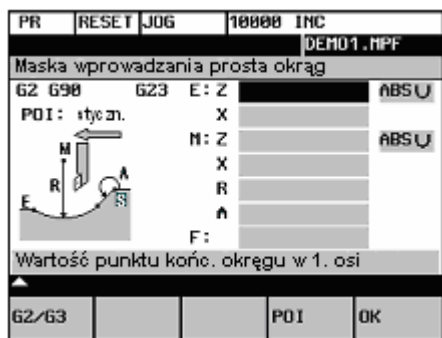 PR RESET JOG 10000 INC
DEMO1.MPF
Maska wprowadzania prosta okrąg
G2 G90 G23 E: Z ABS
POI: styczn. X
M: Z ABS
M X
R A R
E S A
F:
Wartość punktu końc. okręgu w 1. osi
G2/G3 POI OK